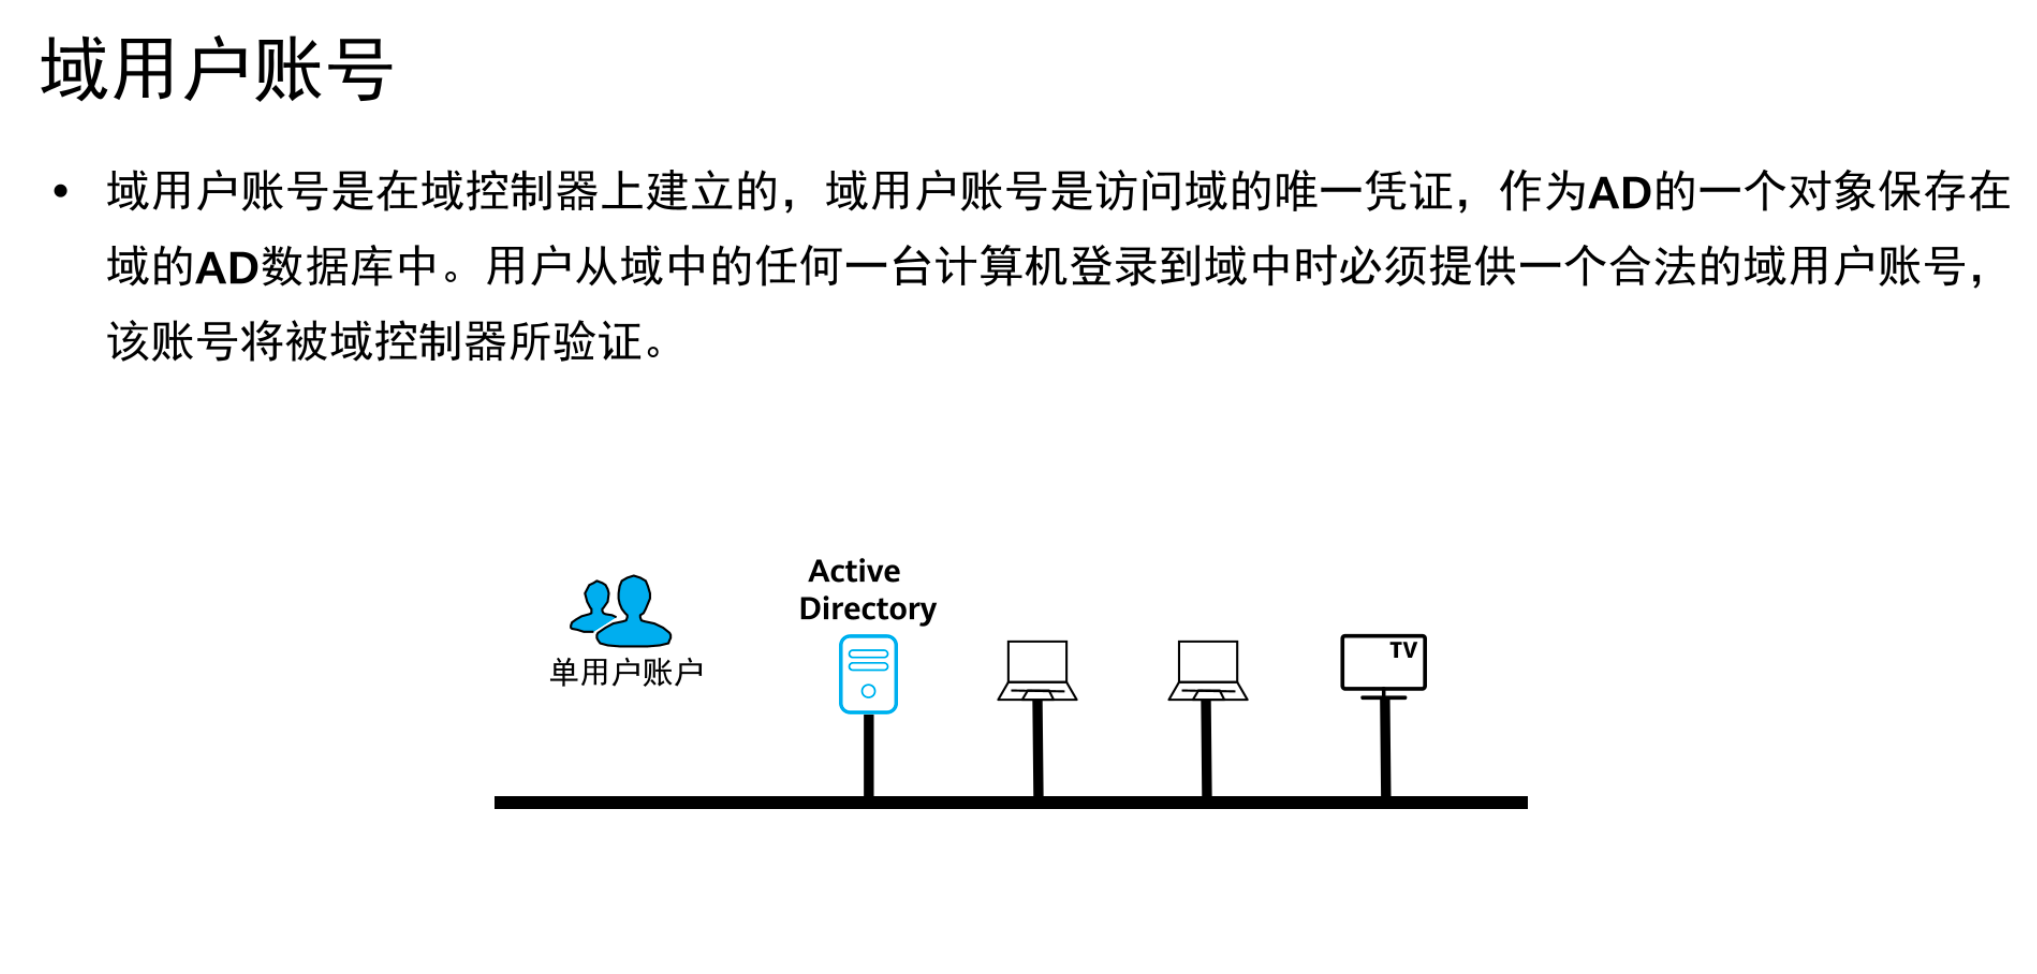 域用户账号
• 域用户账号是在域控制器上建立的，域用户账号是访问域的唯一凭证，作为AD的一个对象保存在
域的AD数据库中。用户从域中的任何一台计算机登录到域中时必须提供一个合法的域用户账号，
该账号将被域控制器所验证。
Active
Directory
TV
单用户账户